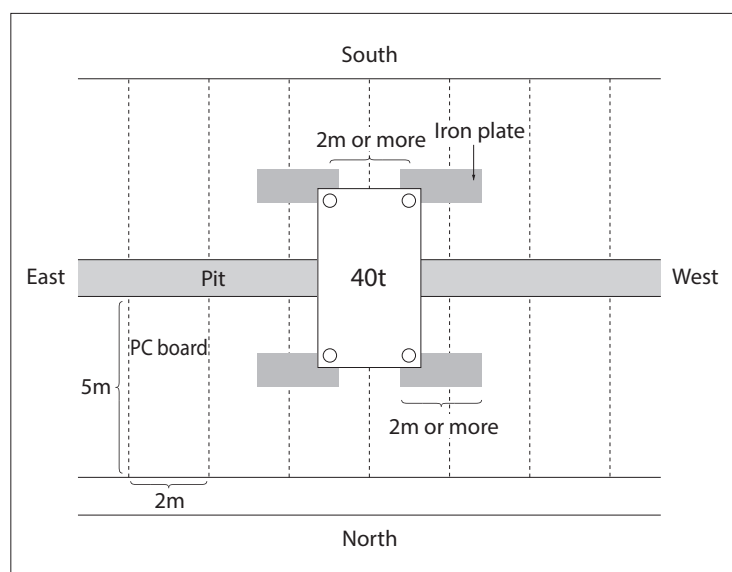 South
2m or more
Iron plate
East
Pit
40t
West
PC board
5m
2m or more
2m
North